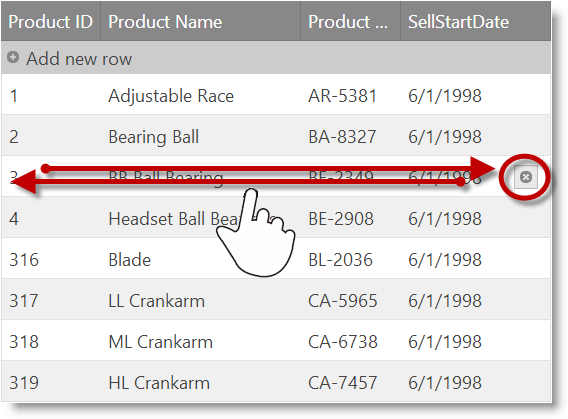 Product ID Product Name Product ... SellStartDate
Add new row
1 Adjustable Race AR-5381 6/1/1998
2 Bearing Ball BA-8327 6/1/1998
3 BB Ball Bearing BE-2349 6/1/1998
4 Headset Ball Bea BE-2908 6/1/1998
316 Blade BL-2036 6/1/1998
317 LL Crankarm CA-5965 6/1/1998
318 ML Crankarm CA-6738 6/1/1998
319 HL Crankarm CA-7457 6/1/1998